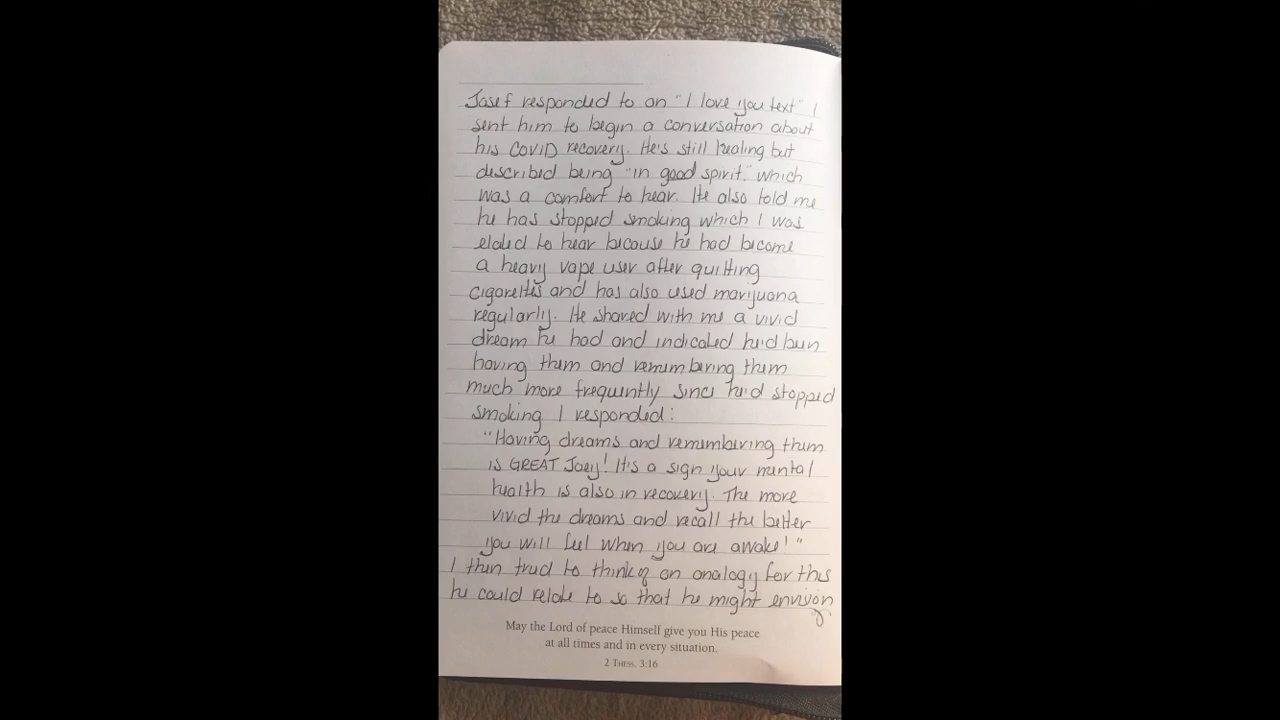 Josef responded to an "I love you text" I
sent him to begin a conversation about
his COVID recovery. He's still healing but
described being "in good spirit," which
was a comfort to hear. He also told me
he has stopped smoking which I was
elated to hear because he had become
a heavy vape user after quitting
cigarettes and has also used marijuana
regularly. He shared with me a vivid
dream he had and indicated he'd been
having them and remembering them
much more frequently since he'd stopped
smoking I responded:
"Having dreams and remembering them
is GREAT Joey! It's a sign your mental
health is also in recovery. The more
vivid the dreams and recall the better
you will feel when you are awake!"
I then tried to think of an analogy for this
he could relate to so that he might envision
May the Lord of peace Himself give you His peace
at all times and in every situation.
2 Thess. 3:16